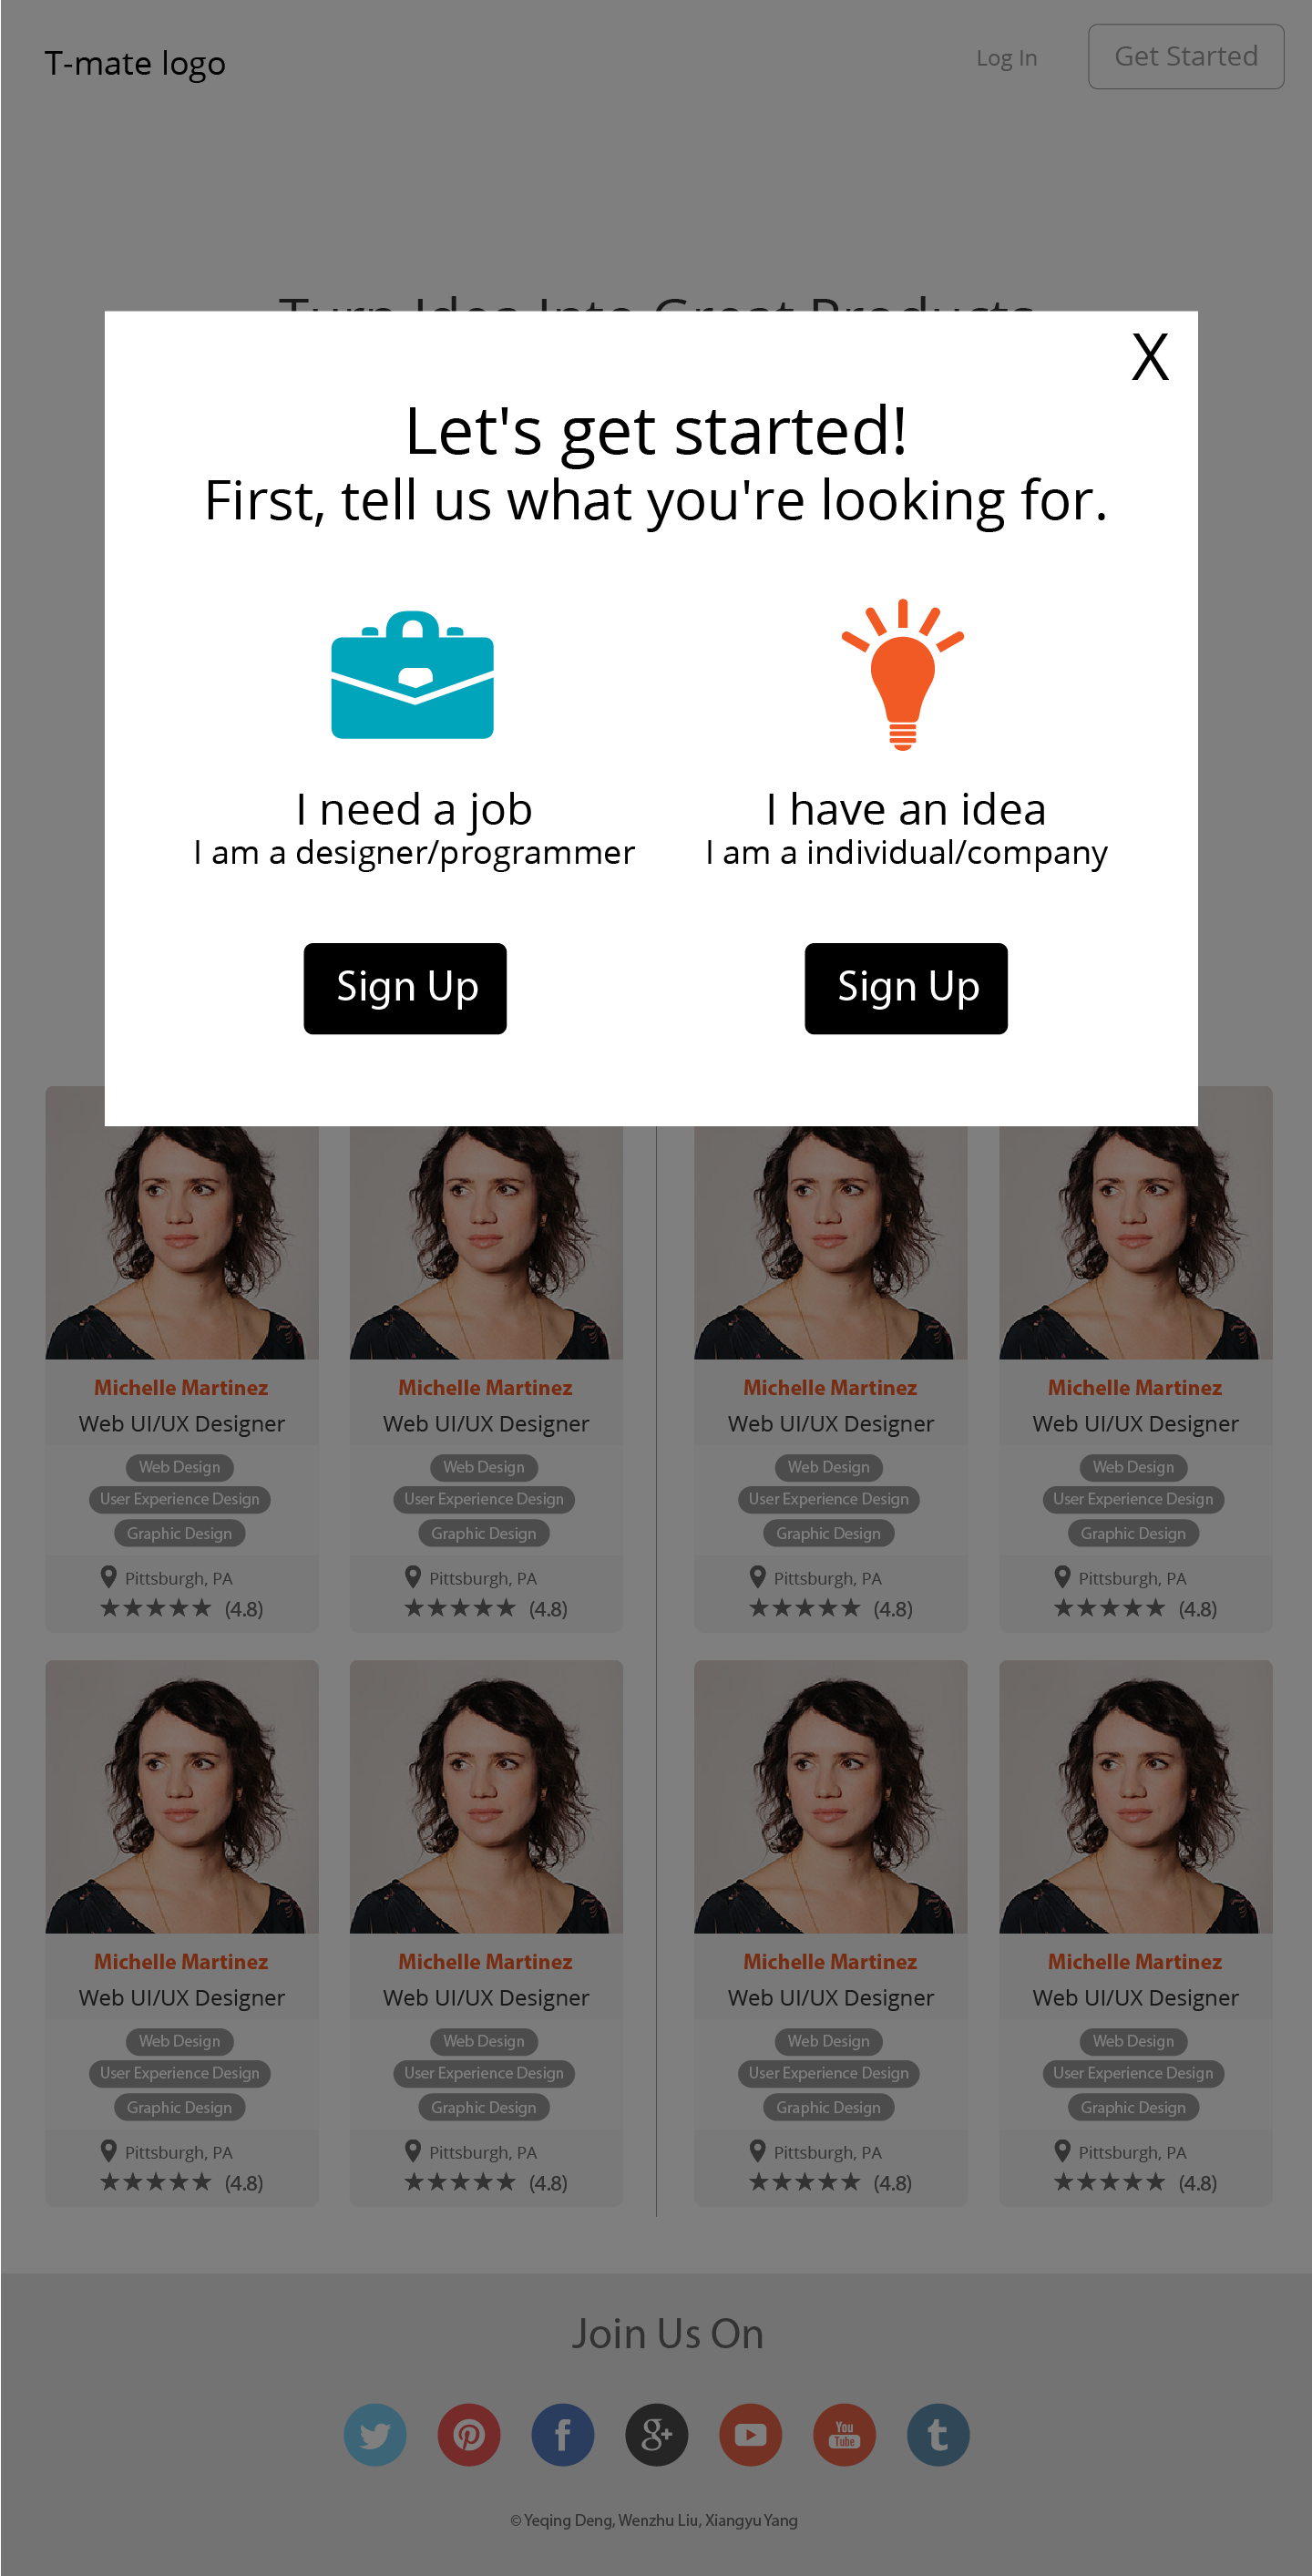 T-mate logo
Log In
Get Started
Turn Idea Into Great Products
X
Let's get started!
First, tell us what you're looking for.
I need a job
I am a designer/programmer
Sign Up
I have an idea
I am a individual/company
Sign Up
Michelle Martinez
Web UI/UX Designer
Web Design
User Experience Design
Graphic Design
Pittsburgh, PA
(4.8)
Michelle Martinez
Web UI/UX Designer
Web Design
User Experience Design
Graphic Design
Pittsburgh, PA
(4.8)
Michelle Martinez
Web UI/UX Designer
Web Design
User Experience Design
Graphic Design
Pittsburgh, PA
(4.8)
Michelle Martinez
Web UI/UX Designer
Web Design
User Experience Design
Graphic Design
Pittsburgh, PA
(4.8)
Michelle Martinez
Web UI/UX Designer
Web Design
User Experience Design
Graphic Design
Pittsburgh, PA
(4.8)
Michelle Martinez
Web UI/UX Designer
Web Design
User Experience Design
Graphic Design
Pittsburgh, PA
(4.8)
Michelle Martinez
Web UI/UX Designer
Web Design
User Experience Design
Graphic Design
Pittsburgh, PA
(4.8)
Michelle Martinez
Web UI/UX Designer
Web Design
User Experience Design
Graphic Design
Pittsburgh, PA
(4.8)
Join Us On
f
g+
You
Tube
t
© Yeqing Deng, Wenzhu Liu, Xiangyu Yang